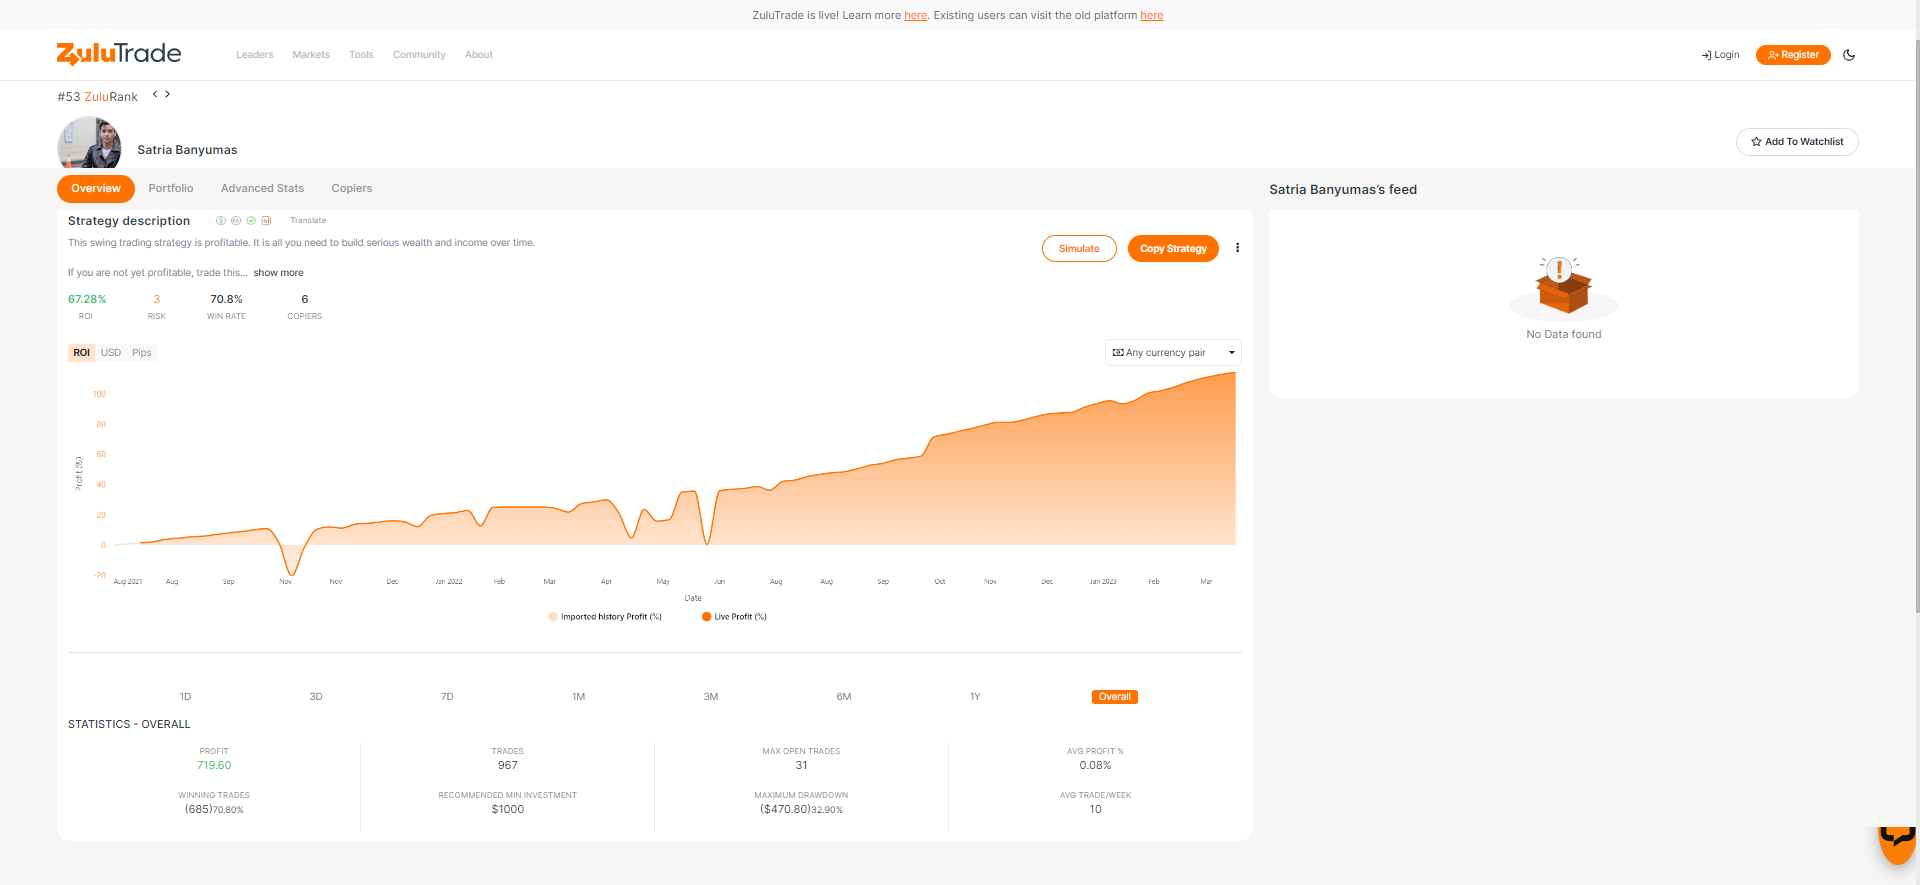 ZuluTrade is live! Learn more here. Existing users can visit the old platform here
ZuluTrade
Leaders Markets Tools Community About
Login Register
#53 ZuluRank < >
Satria Banyumas
Add To Watchlist
Overview Portfolio Advanced Stats Copiers
Satria Banyumas's feed
Strategy description Translate
This swing trading strategy is profitable. It is all you need to build serious wealth and income over time.
Simulate Copy Strategy
If you are not yet profitable, trade this... show more
67.28% 3 70.8% 6
ROI RISK WIN RATE COPIERS
No Data found
ROI USD Pips
Any currency pair
100
80
60
40
20
0
-20
Profit (%)
Aug 2021 Aug Sep Nov Nov Dec Jan 2022 Feb Mar Apr May Jun Aug Aug Sep Oct Nov Dec Jan 2023 Feb Mar
Date
Imported history Profit (%) Live Profit (%)
1D 3D 7D 1M 3M 6M 1Y Overall
STATISTICS - OVERALL
PROFIT TRADES MAX OPEN TRADES AVG PROFIT %
719.60 967 31 0.08%
WINNING TRADES RECOMMENDED MIN INVESTMENT MAXIMUM DRAWDOWN AVG TRADE/WEEK
(685)70.80% $1000 ($470.80)32.90% 10